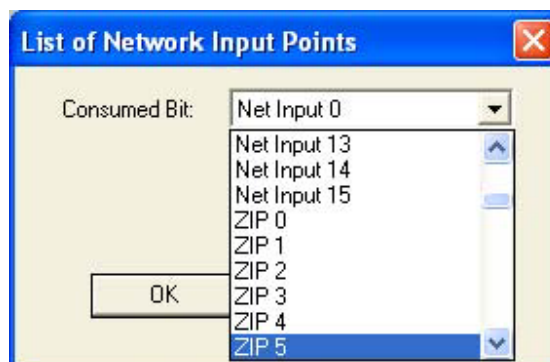 List of Network Input Points
Consumed Bit: Net Input 0
Net Input 13
Net Input 14
Net Input 15
ZIP 0
ZIP 1
ZIP 2
OK
ZIP 3
ZIP 4
ZIP 5